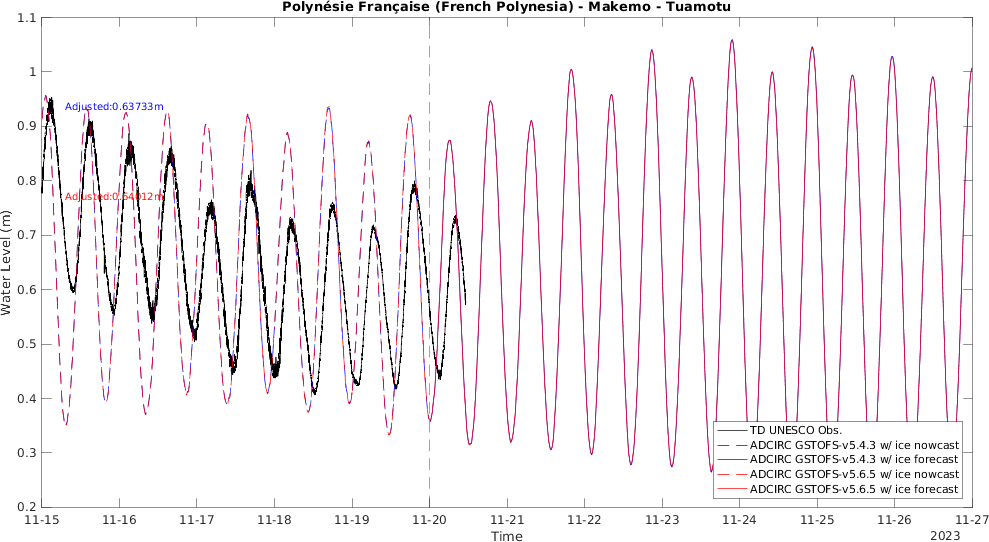 Polynésie Française (French Polynesia) - Makemo - Tuamotu
Water Level (m)
1.1
1
0.9
0.8
0.7
0.6
0.5
0.4
0.3
0.2
Adjusted:0.63733m
Adjusted:0.64012m
TD UNESCO Obs.
ADCIRC GSTOFS-v5.4.3 w/ ice nowcast
ADCIRC GSTOFS-v5.4.3 w/ ice forecast
ADCIRC GSTOFS-v5.6.5 w/ ice nowcast
ADCIRC GSTOFS-v5.6.5 w/ ice forecast
11-15 11-16 11-17 11-18 11-19 11-20 11-21 11-22 11-23 11-24 11-25 11-26 11-27
Time
2023